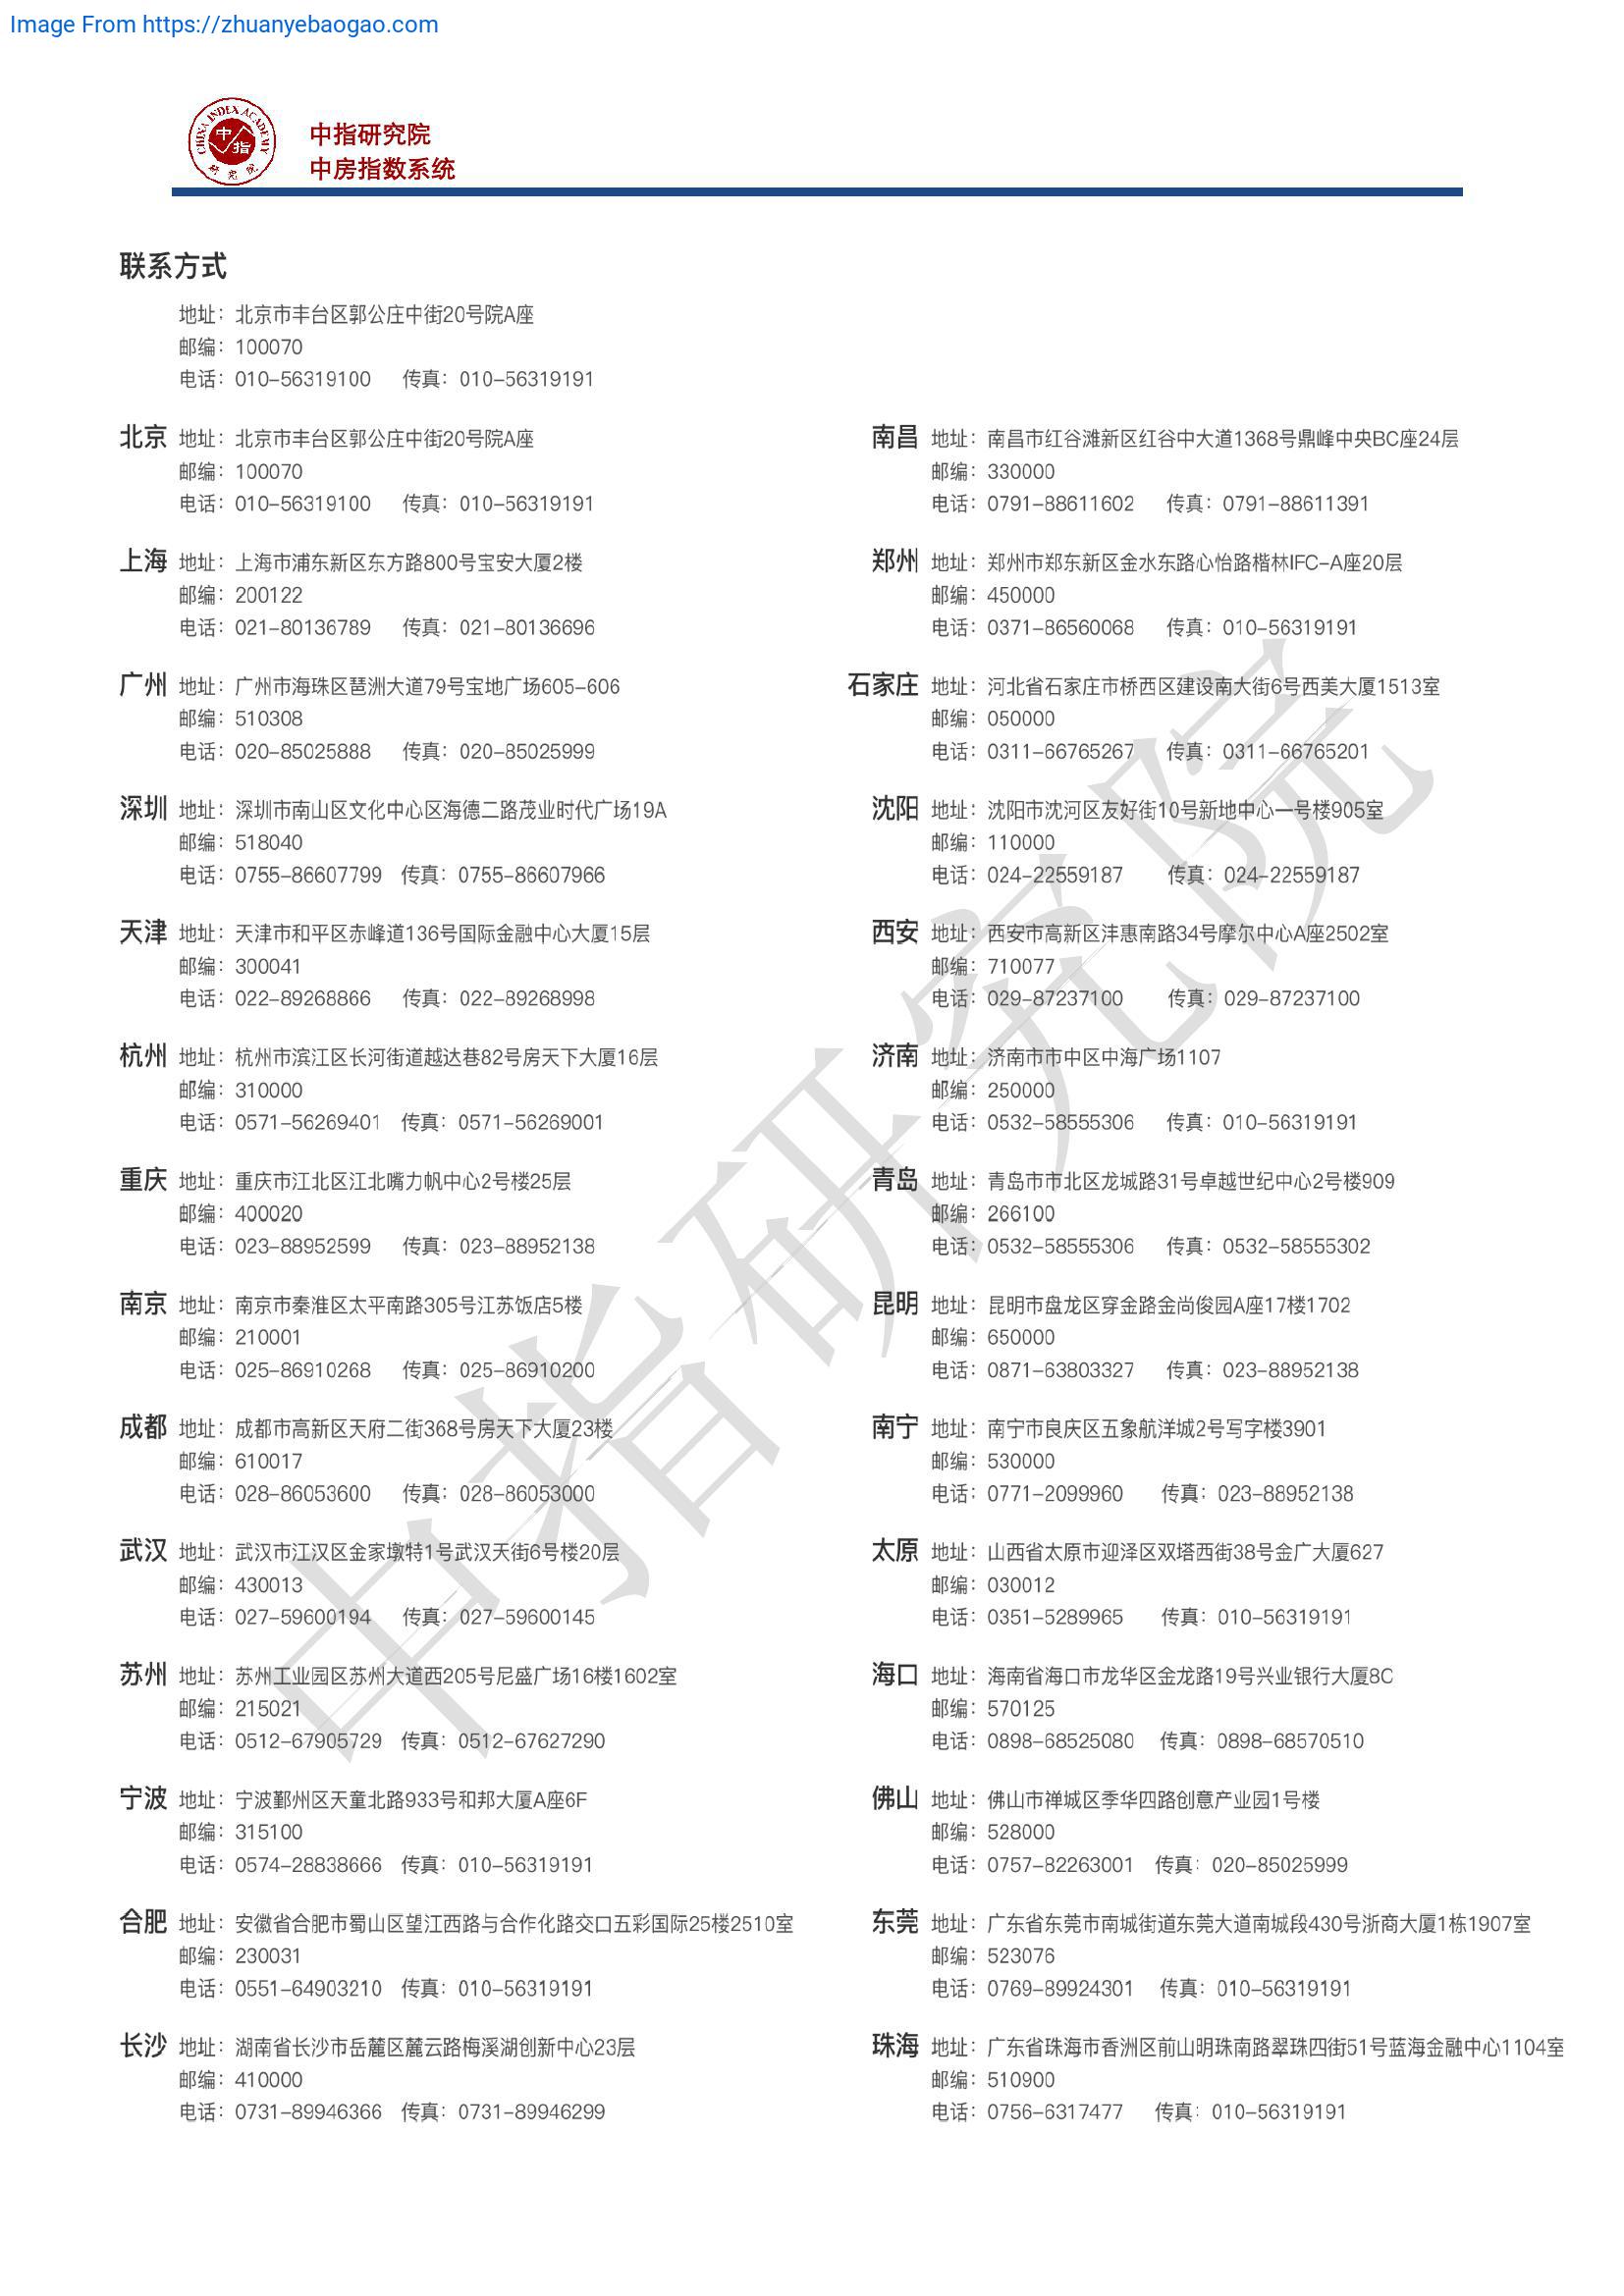 Image From https://zhuanyebaogao.com
CHINA INDEX ACADEMY
中指
研究院
中指研究院
中房指数系统
联系方式
地址：北京市丰台区郭公庄中街20号院A座
邮编：100070
电话：010-56319100 传真：010-56319191
北京 地址：北京市丰台区郭公庄中街20号院A座
邮编：100070
电话：010-56319100 传真：010-56319191
上海 地址：上海市浦东新区东方路800号宝安大厦2楼
邮编：200122
电话：021-80136789 传真：021-80136696
广州 地址：广州市海珠区琶洲大道79号宝地广场605-606
邮编：510308
电话：020-85025888 传真：020-85025999
深圳 地址：深圳市南山区文化中心区海德二路茂业时代广场19A
邮编：518040
电话：0755-86607799 传真：0755-86607966
天津 地址：天津市和平区赤峰道136号国际金融中心大厦15层
邮编：300041
电话：022-89268866 传真：022-89268998
杭州 地址：杭州市滨江区长河街道越达巷82号房天下大厦16层
邮编：310000
电话：0571-56269401 传真：0571-56269001
重庆 地址：重庆市江北区江北嘴力帆中心2号楼25层
邮编：400020
电话：023-88952599 传真：023-88952138
南京 地址：南京市秦淮区太平南路305号江苏饭店5楼
邮编：210001
电话：025-86910268 传真：025-86910200
成都 地址：成都市高新区天府二街368号房天下大厦23楼
邮编：610017
电话：028-86053600 传真：028-86053000
武汉 地址：武汉市江汉区金家墩特1号武汉天街6号楼20层
邮编：430013
电话：027-59600194 传真：027-59600145
苏州 地址：苏州工业园区苏州大道西205号尼盛广场16楼1602室
邮编：215021
电话：0512-67905729 传真：0512-67627290
宁波 地址：宁波鄞州区天童北路933号和邦大厦A座6F
邮编：315100
电话：0574-28838666 传真：010-56319191
合肥 地址：安徽省合肥市蜀山区望江西路与合作化路交口五彩国际25楼2510室
邮编：230031
电话：0551-64903210 传真：010-56319191
长沙 地址：湖南省长沙市岳麓区麓云路梅溪湖创新中心23层
邮编：410000
电话：0731-89946366 传真：0731-89946299
南昌 地址：南昌市红谷滩新区红谷中大道1368号鼎峰中央BC座24层
邮编：330000
电话：0791-88611602 传真：0791-88611391
郑州 地址：郑州市郑东新区金水东路心怡路楷林IFC-A座20层
邮编：450000
电话：0371-86560068 传真：010-56319191
石家庄 地址：河北省石家庄市桥西区建设南大街6号西美大厦1513室
邮编：050000
电话：0311-66765267 传真：0311-66765201
沈阳 地址：沈阳市沈河区友好街10号新地中心一号楼905室
邮编：110000
电话：024-22559187 传真：024-22559187
西安 地址：西安市高新区沣惠南路34号摩尔中心A座2502室
邮编：710077
电话：029-87237100 传真：029-87237100
济南 地址：济南市市中区中海广场1107
邮编：250000
电话：0532-58555306 传真：010-56319191
青岛 地址：青岛市市北区龙城路31号卓越世纪中心2号楼909
邮编：266100
电话：0532-58555306 传真：0532-58555302
昆明 地址：昆明市盘龙区穿金路金尚俊园A座17楼1702
邮编：650000
电话：0871-63803327 传真：023-88952138
南宁 地址：南宁市良庆区五象航洋城2号写字楼3901
邮编：530000
电话：0771-2099960 传真：023-88952138
太原 地址：山西省太原市迎泽区双塔西街38号金广大厦627
邮编：030012
电话：0351-5289965 传真：010-56319191
海口 地址：海南省海口市龙华区金龙路19号兴业银行大厦8C
邮编：570125
电话：0898-68525080 传真：0898-68570510
佛山 地址：佛山市禅城区季华四路创意产业园1号楼
邮编：528000
电话：0757-82263001 传真：020-85025999
东莞 地址：广东省东莞市南城街道东莞大道南城段430号浙商大厦1栋1907室
邮编：523076
电话：0769-89924301 传真：010-56319191
珠海 地址：广东省珠海市香洲区前山明珠南路翠珠四街51号蓝海金融中心1104室
邮编：510900
电话：0756-6317477 传真：010-56319191
中指研究院